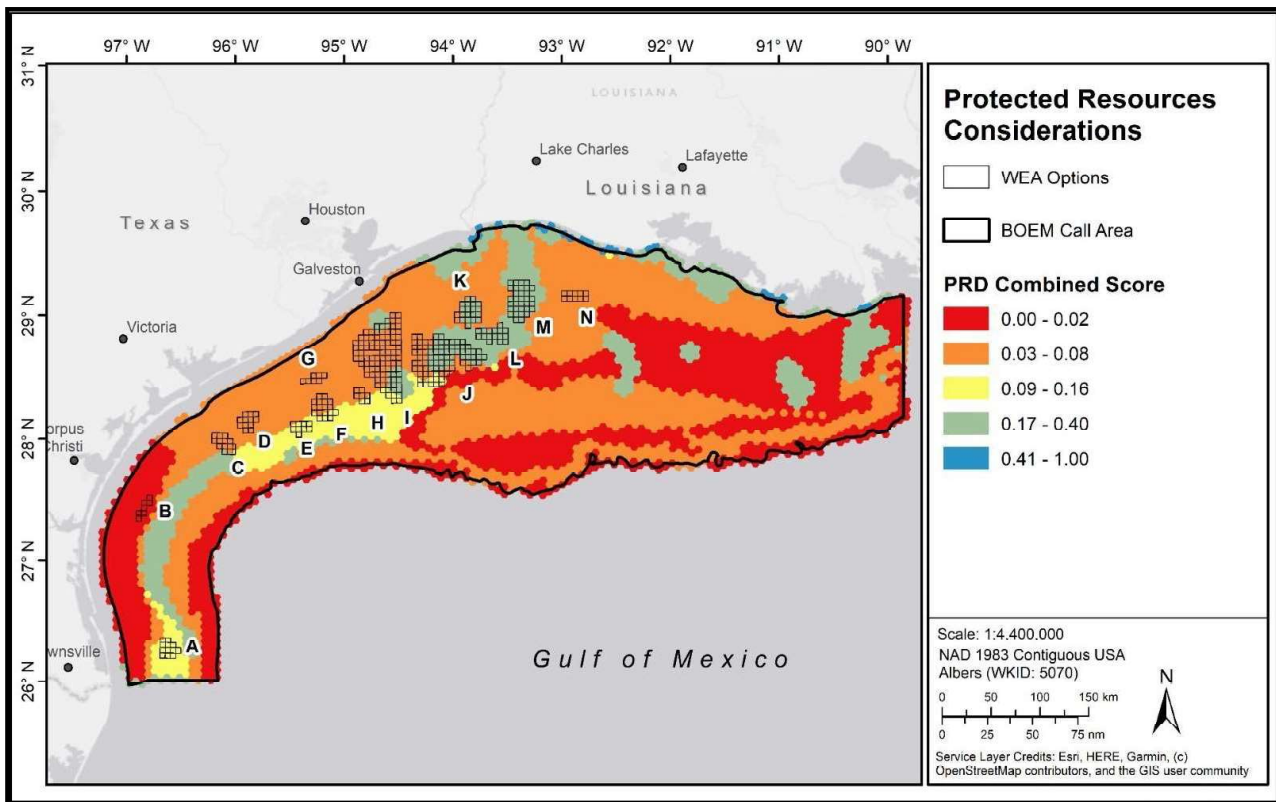 97° W 96° W 95° W 94° W 93° W 92° W 91° W 90° W
31° N
30° N
29° N
28° N
27° N
26° N
LOUISIANA
Lake Charles
Lafayette
Louisiana
Texas
Houston
Galveston
Victoria
orpus
Christi
wnsville
K
N
M
G
L
J
I
H
F
D
E
C
B
A
Gulf of Mexico
Protected Resources
Considerations
WEA Options
BOEM Call Area
PRD Combined Score
0.00 - 0.02
0.03 - 0.08
0.09 - 0.16
0.17 - 0.40
0.41 - 1.00
Scale: 1:4.400.000
NAD 1983 Contiguous USA
Albers (WKID: 5070)
N
0 50 100 150 km
0 25 50 75 nm
Service Layer Credits: Esri, HERE, Garmin, (c)
OpenStreetMap contributors, and the GIS user community